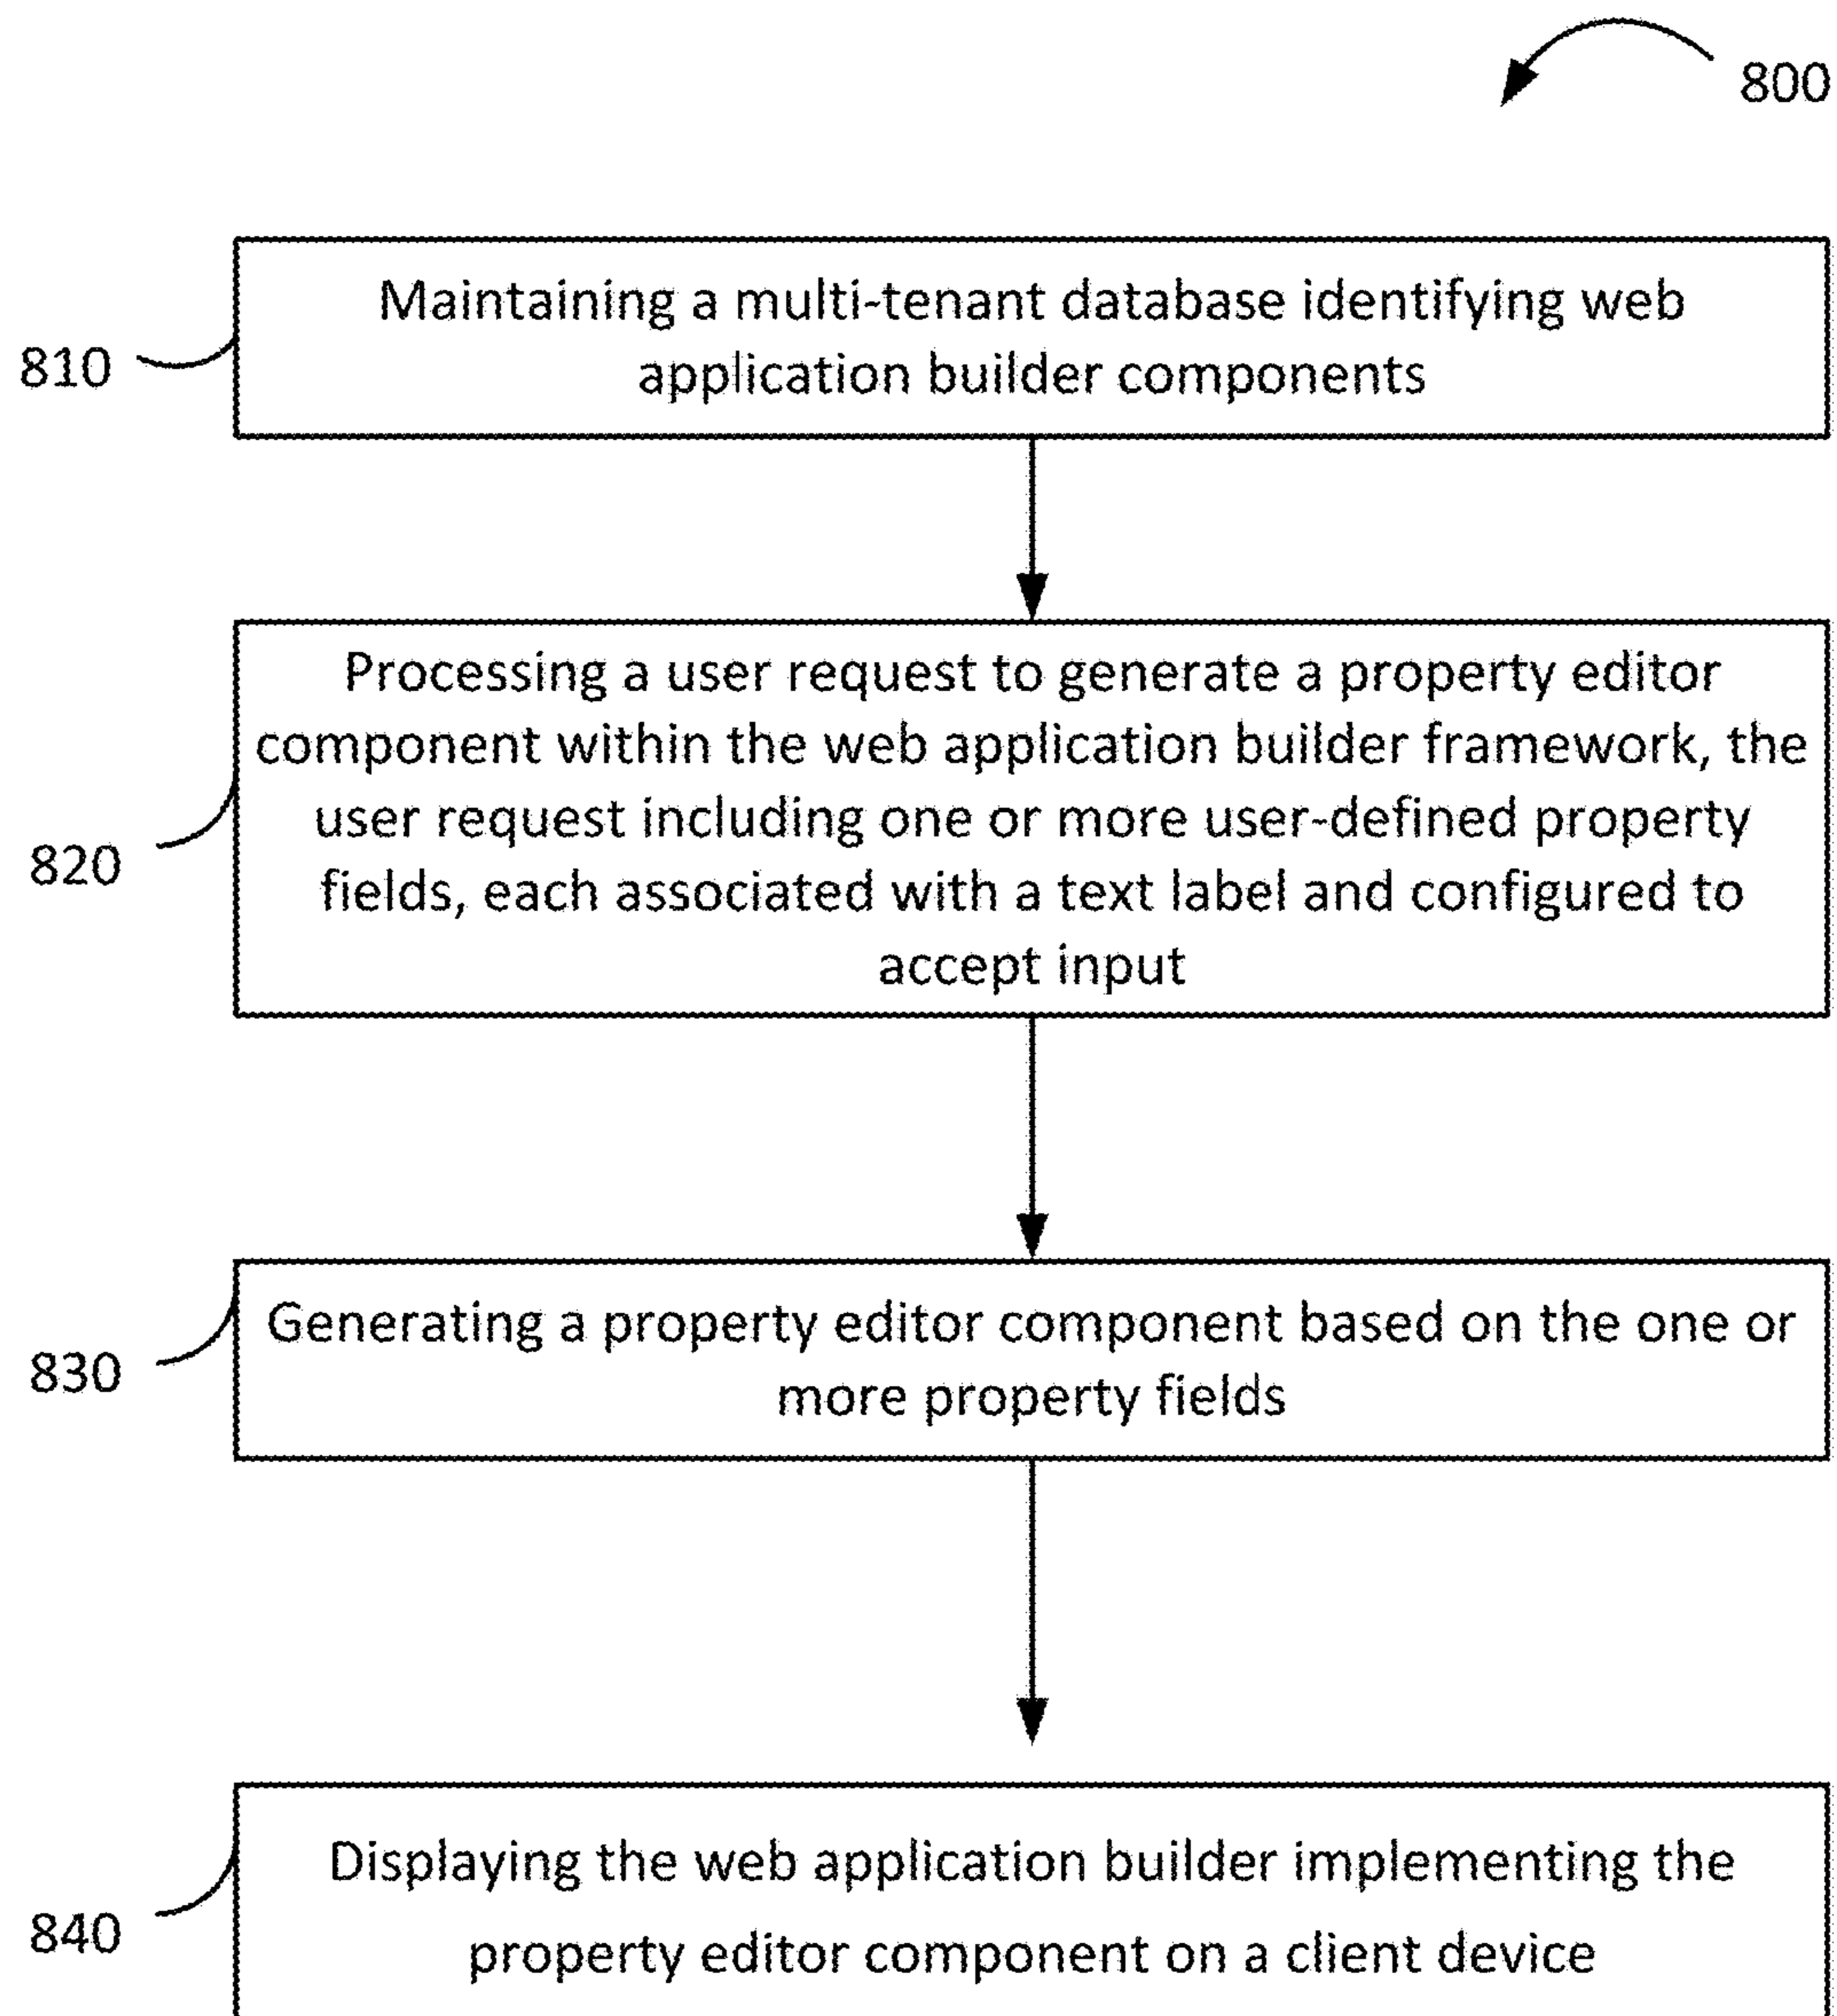 800
Maintaining a multi-tenant database identifying web
application builder components
810
Processing a user request to generate a property editor
component within the web application builder framework, the
user request including one or more user-defined property
fields, each associated with a text label and configured to
accept input
820
Generating a property editor component based on the one or
more property fields
830
Displaying the web application builder implementing the
property editor component on a client device
840